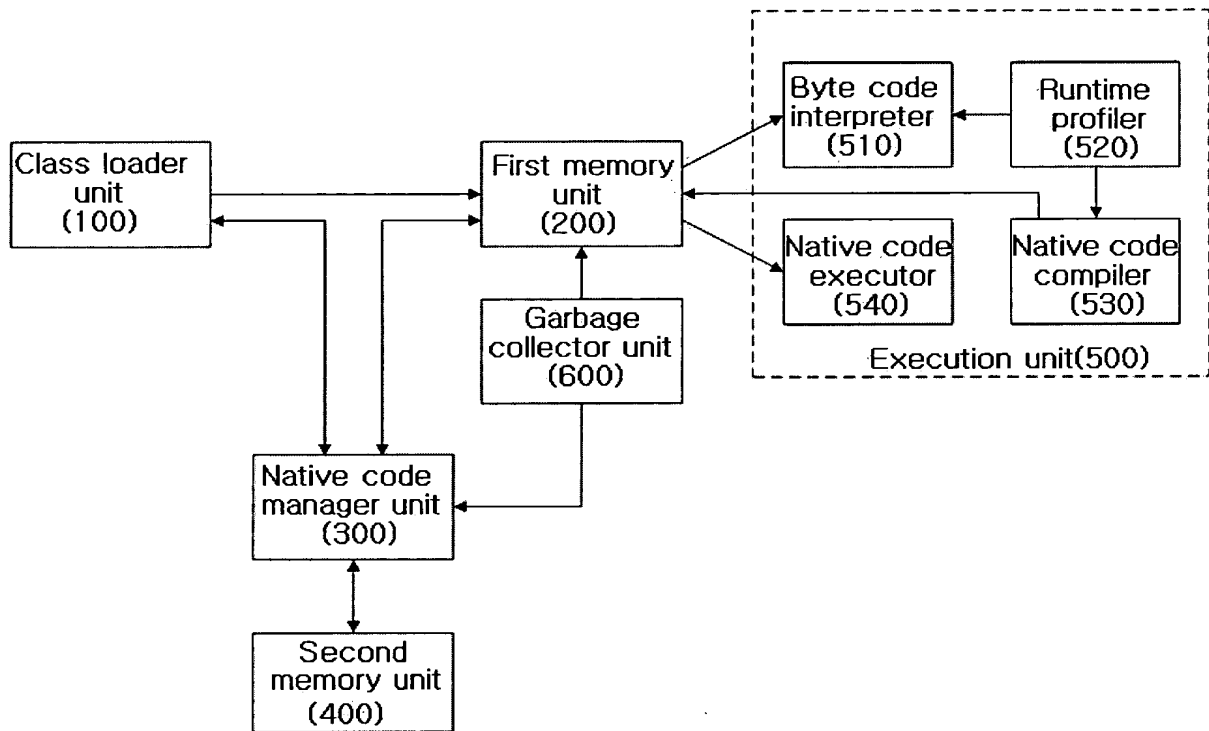 Class loader
unit
(100)
First memory
unit
(200)
Byte code
interpreter
(510)
Runtime
profiler
(520)
Native code
executor
(540)
Native code
compiler
(530)
Execution unit(500)
Garbage
collector unit
(600)
Native code
manager unit
(300)
Second
memory unit
(400)